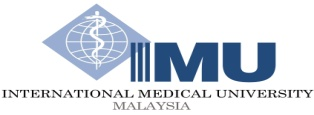 IMU
INTERNATIONAL MEDICAL UNIVERSITY
MALAYSIA